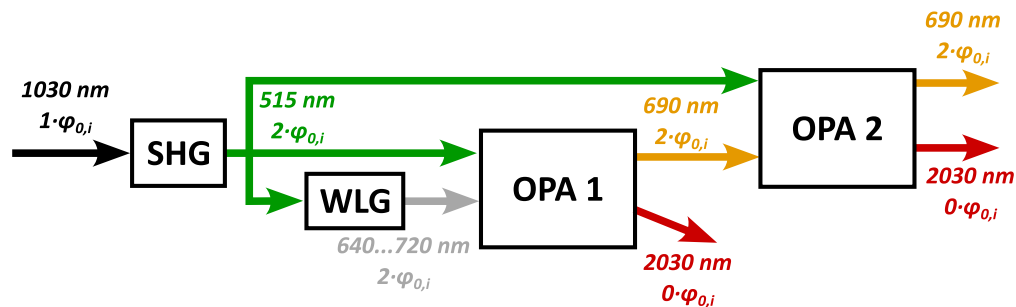 1030 nm
1·φ0,i
SHG
515 nm
2·φ0,i
WLG
640...720 nm
2·φ0,i
OPA 1
690 nm
2·φ0,i
2030 nm
0·φ0,i
OPA 2
690 nm
2·φ0,i
2030 nm
0·φ0,i